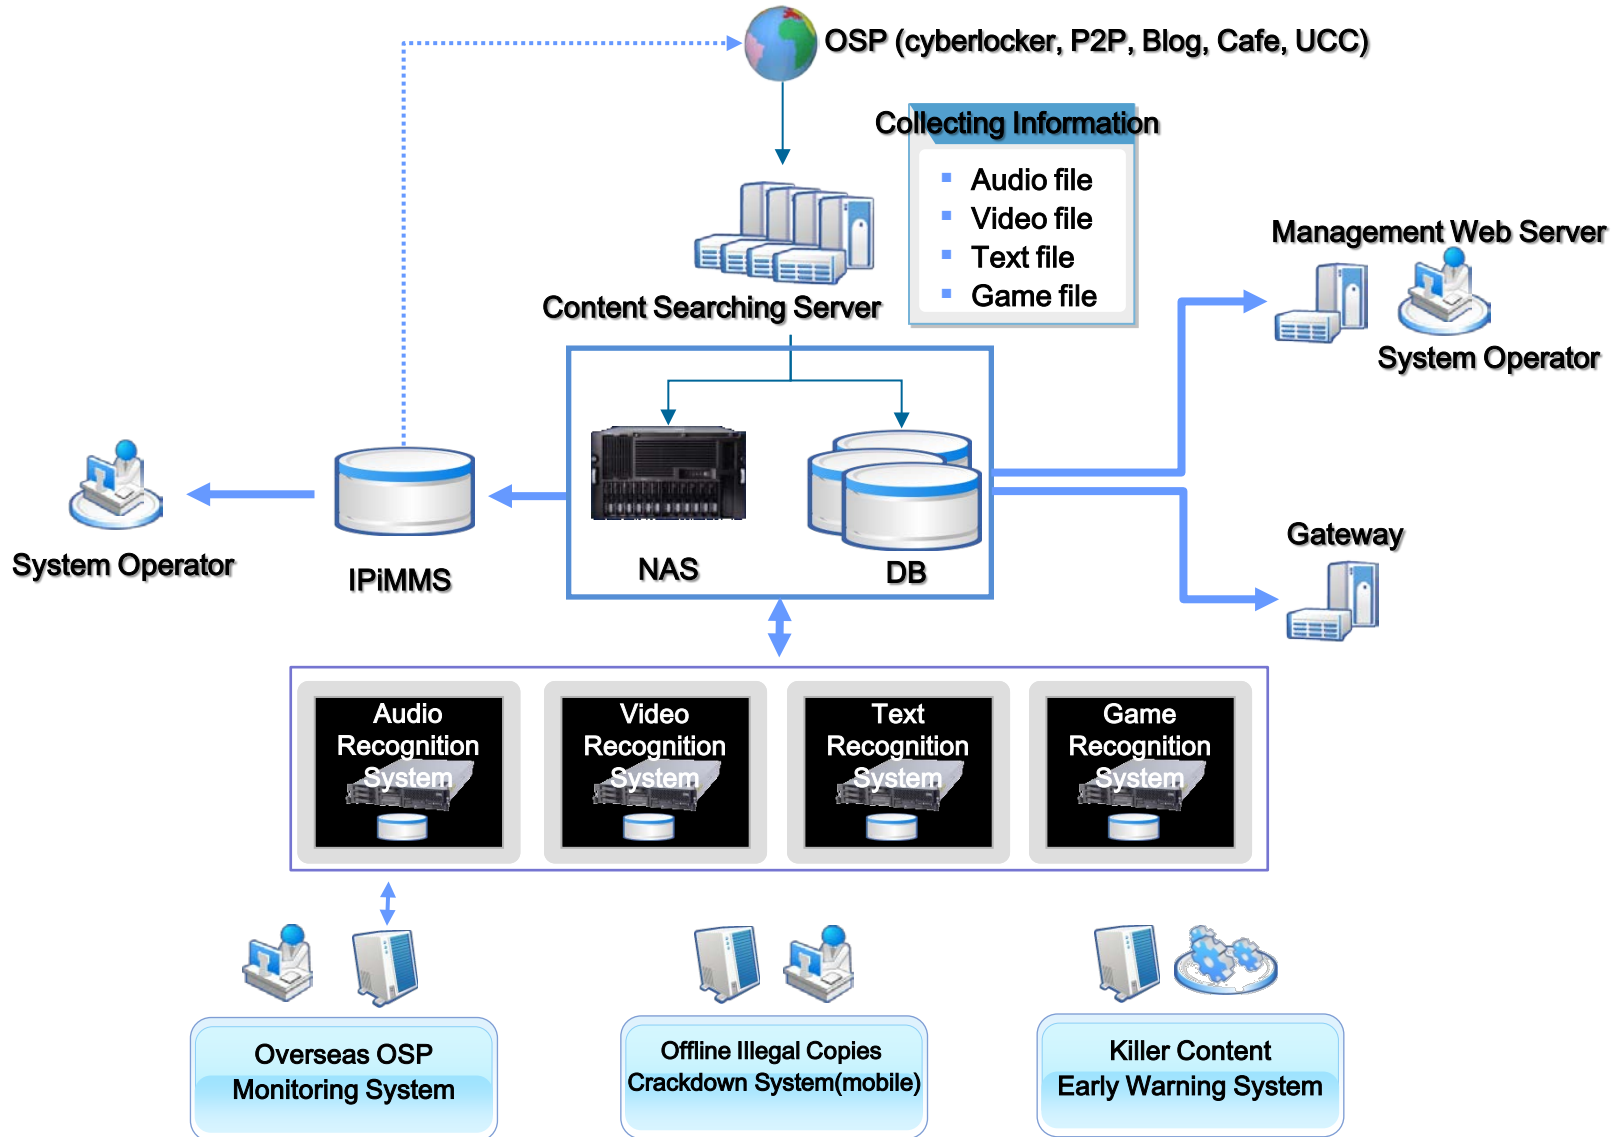 OSP (cyberlocker, P2P, Blog, Cafe, UCC)
Collecting Information
Audio file
Video file
Text file
Game file
Content Searching Server
Management Web Server
System Operator
System Operator
IPiMMS
NAS
DB
Gateway
Audio
Recognition
System
Video
Recognition
System
Text
Recognition
System
Game
Recognition
System
Overseas OSP
Monitoring System
Offline Illegal Copies
Crackdown System(mobile)
Killer Content
Early Warning System